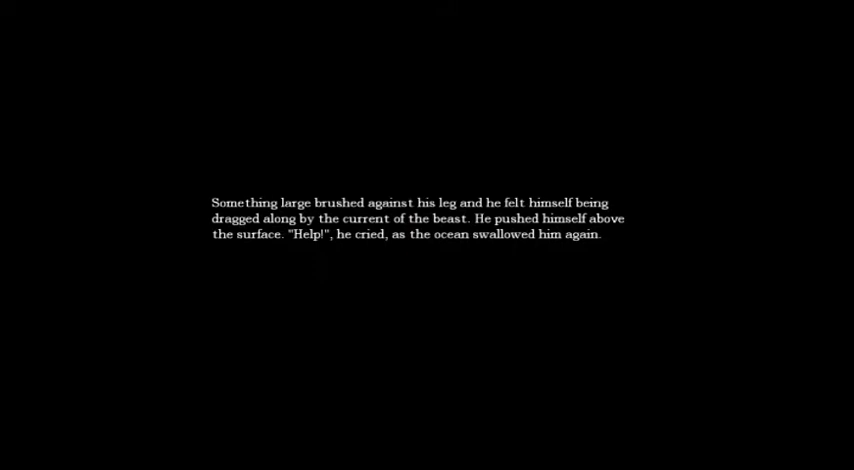 Something large brushed against his leg and he felt himself being
dragged along by the current of the beast. He pushed himself above
the surface. "Help!", he cried, as the ocean swallowed him again.